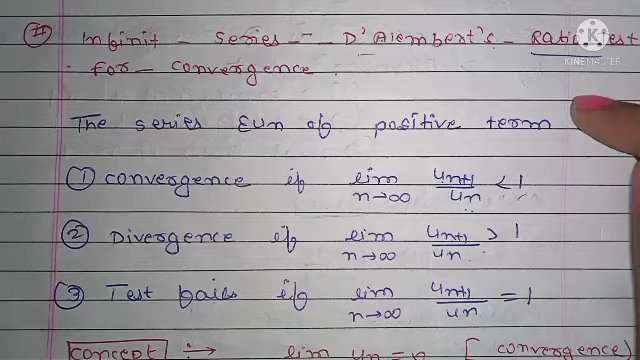 # Infinit - Series -- D'Alembert's - Ratio Test
For - convergence.
The series Σun of positive term
① convergence if lim n→∞ un+1/un < 1
② Divergence if lim n→∞ un+1/un > 1
③ Test fails if lim n→∞ un+1/un = 1
concept :→ lim un = [convergence)
KINEMASTER